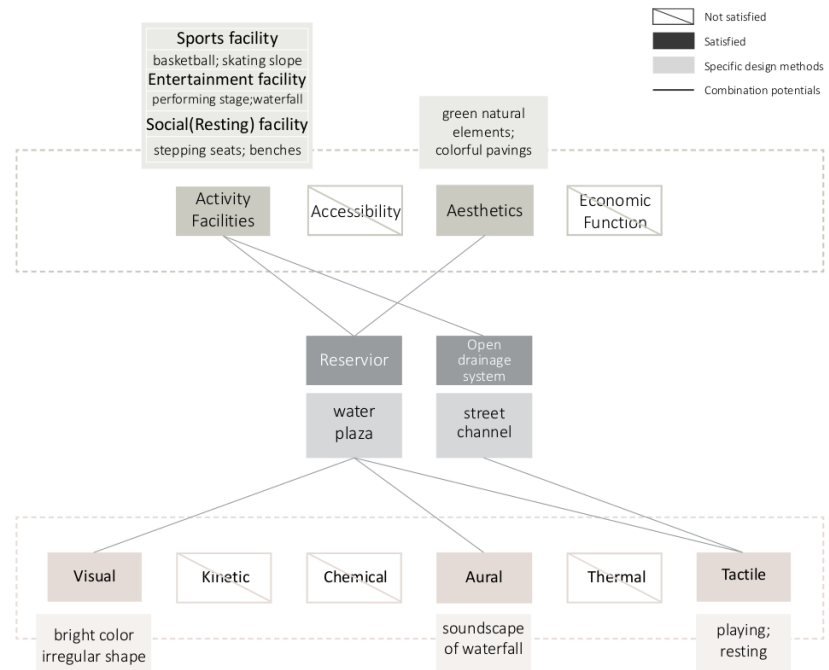 Not satisfied
Satisfied
Specific design methods
Combination potentials
Sports facility
basketball; skating slope
Entertainment facility
performing stage;waterfall
Social(Resting) facility
stepping seats; benches
green natural
elements;
colorful pavings
Activity
Facilities
Accessibility
Aesthetics
Economic
Function
Reservior
Open
drainage
system
water
plaza
street
channel
Visual
Kinetic
Chemical
Aural
Thermal
Tactile
bright color
irregular shape
soundscape
of waterfall
playing;
resting